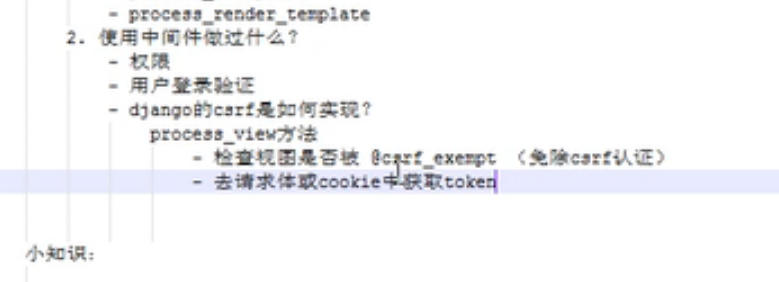 - process_render_template
2. 使用中间件做过什么?
- 权限
- 用户登录验证
- django的csrf是如何实现?
process_view方法
- 检查视图是否被 @csrf_exempt （免除csrf认证）
- 去请求体或cookie中获取token
小知识: